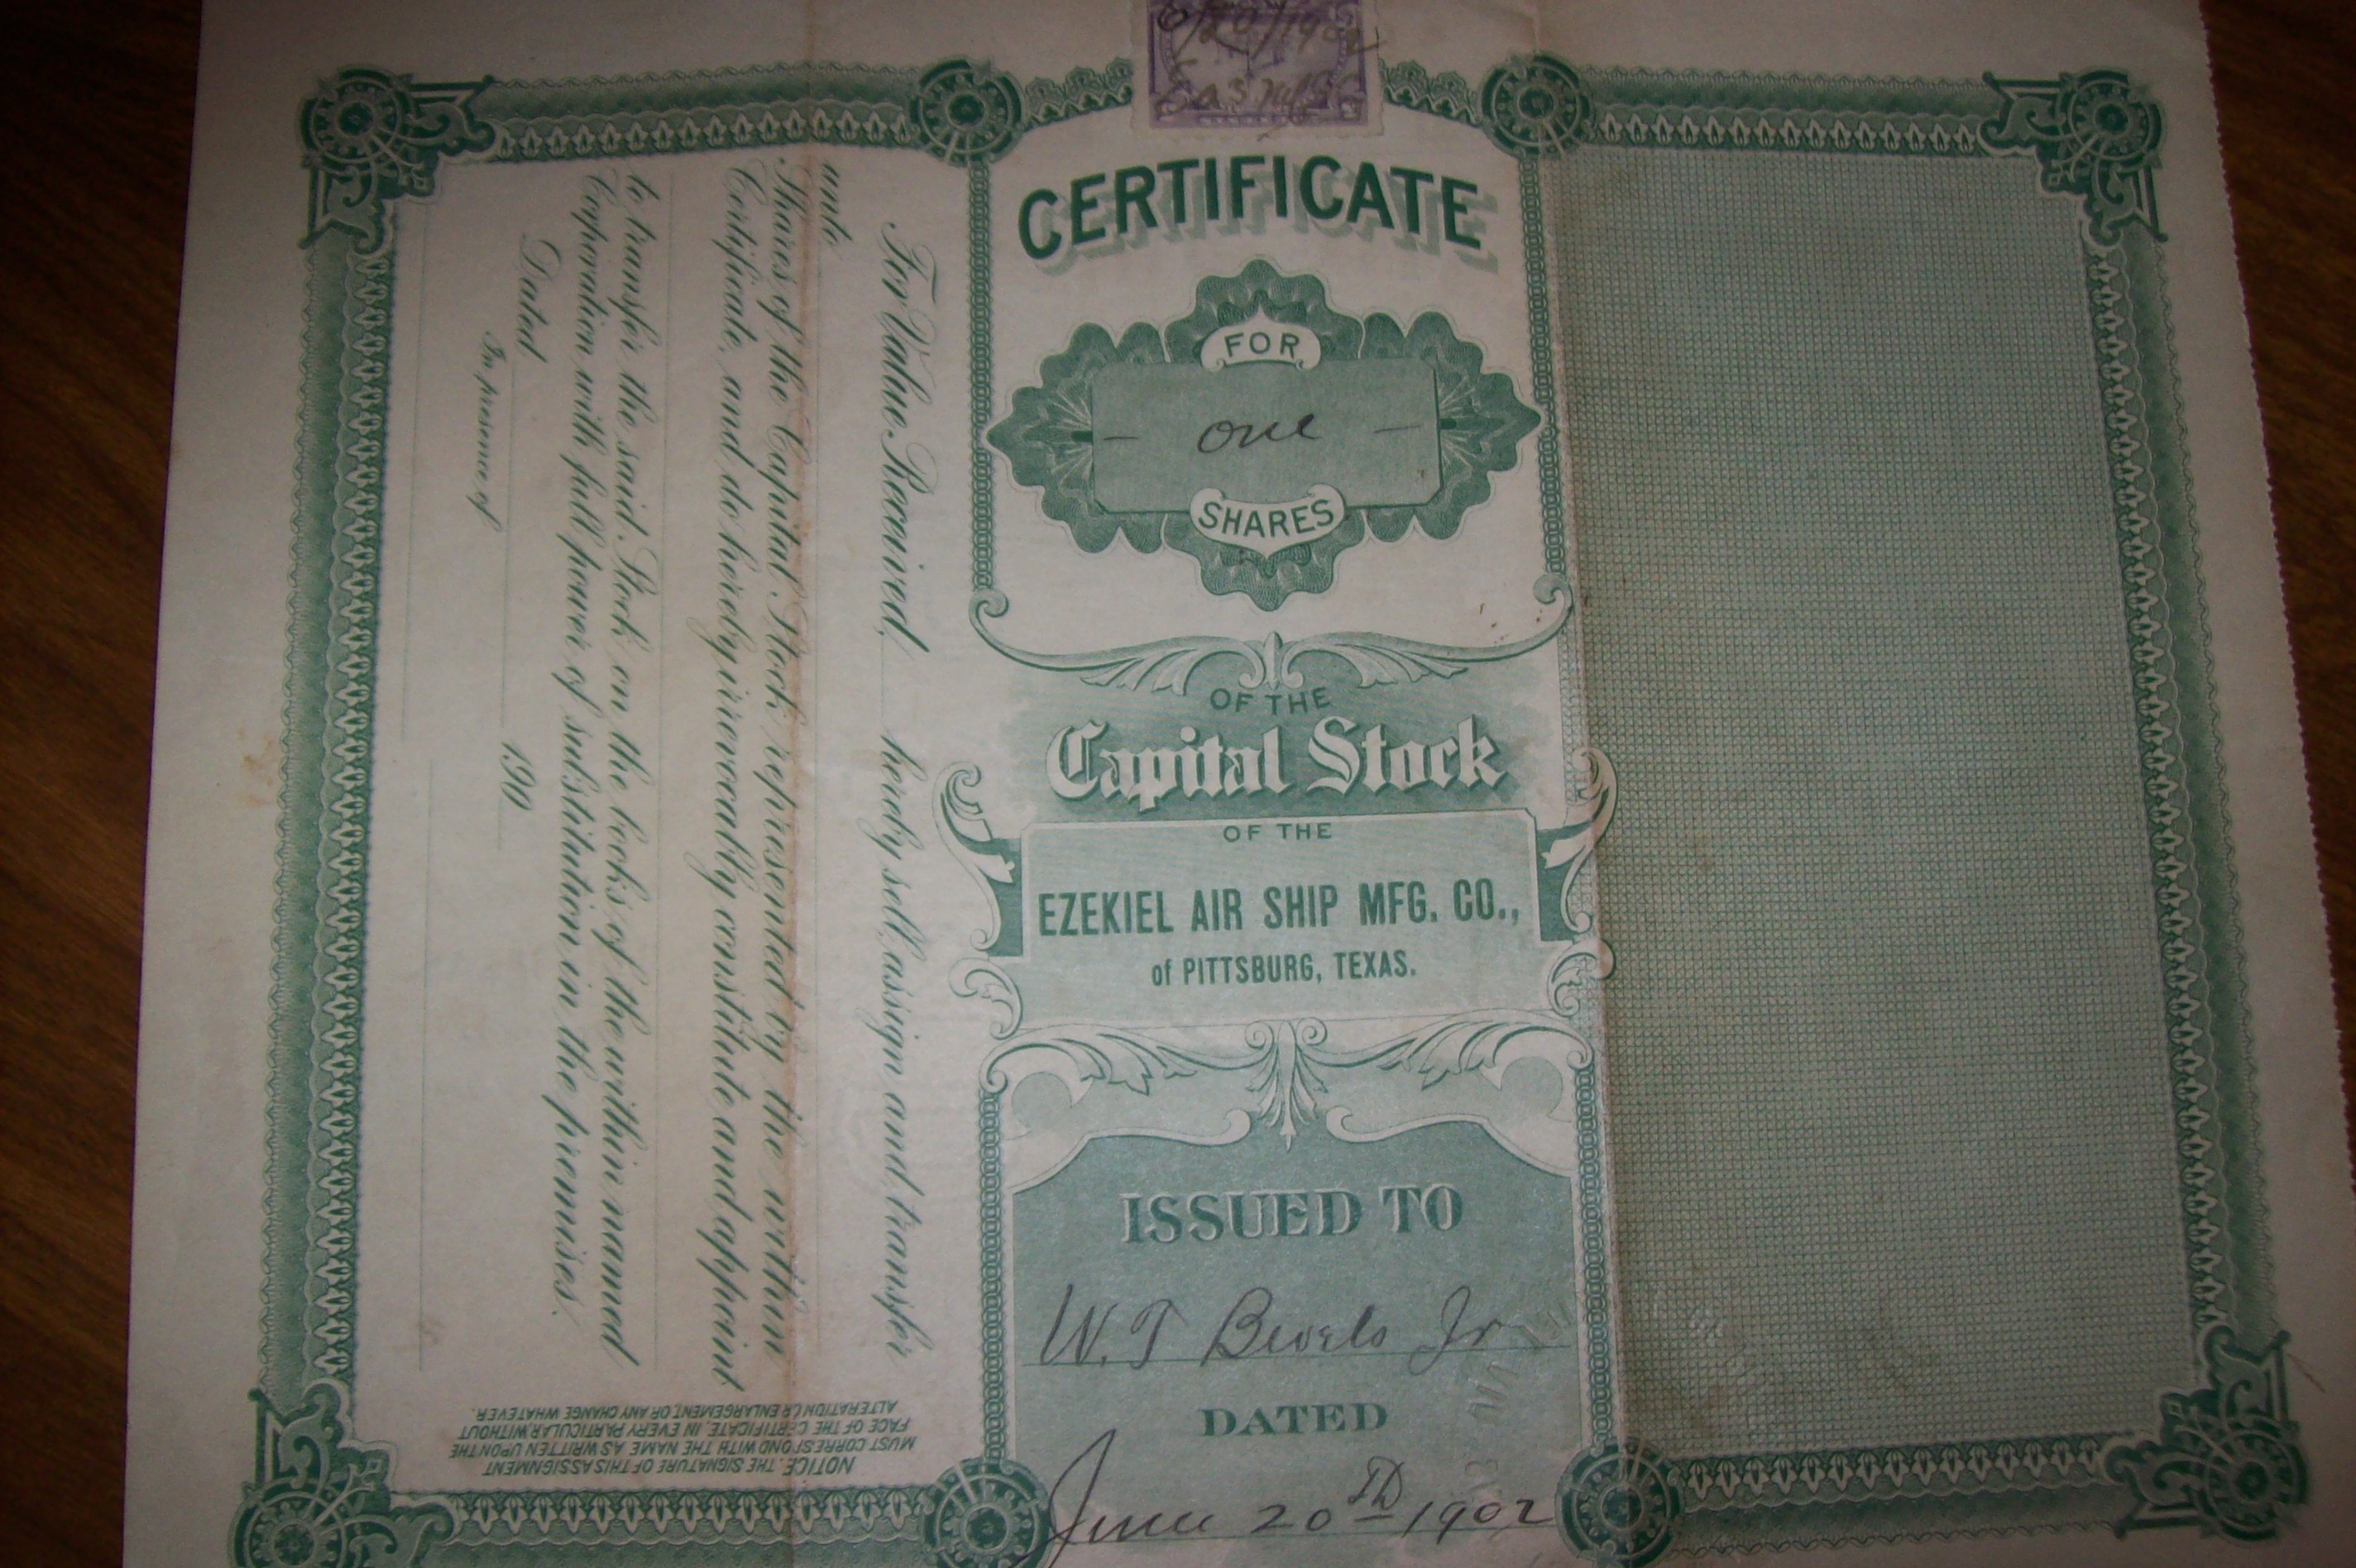 6/20/1902
CERTIFICATE
FOR
— one —
SHARES
OF THE
Capital Stock
OF THE
EZEKIEL AIR SHIP MFG. CO.,
of PITTSBURG, TEXAS.
ISSUED TO
W. T Bevels Jr
DATED
June 20th 1902
For Value Received, hereby sell, assign and transfer
unto
Shares of the Capital Stock represented by the within
Certificate, and do hereby irrevocably constitute and appoint
to transfer the said Stock on the books of the within named
Corporation with full power of substitution in the premises.
Dated 190
In presence of
NOTICE. THE SIGNATURE OF THIS ASSIGNMENT
MUST CORRESPOND WITH THE NAME AS WRITTEN UPON THE
FACE OF THE CERTIFICATE, IN EVERY PARTICULAR, WITHOUT
ALTERATION OR ENLARGEMENT, OR ANY CHANGE WHATEVER.